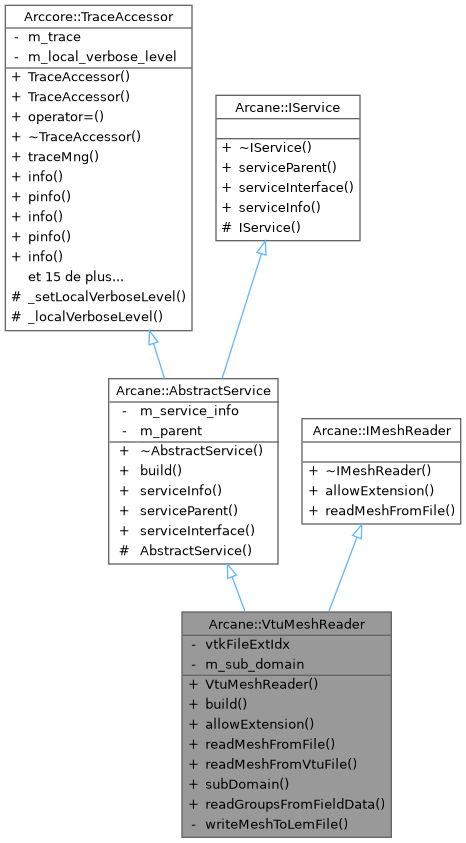 Arccore::TraceAccessor
- m_trace
- m_local_verbose_level
+ TraceAccessor()
+ TraceAccessor()
+ operator=()
+ ~TraceAccessor()
+ traceMng()
+ info()
+ pinfo()
+ info()
+ pinfo()
+ info()
et 15 de plus...
# _setLocalVerboseLevel()
# _localVerboseLevel()
Arcane::IService
+ ~IService()
+ serviceParent()
+ serviceInterface()
+ serviceInfo()
# IService()
Arcane::AbstractService
- m_service_info
- m_parent
+ ~AbstractService()
+ build()
+ serviceInfo()
+ serviceParent()
+ serviceInterface()
# AbstractService()
Arcane::IMeshReader
+ ~IMeshReader()
+ allowExtension()
+ readMeshFromFile()
Arcane::VtuMeshReader
- vtkFileExtIdx
- m_sub_domain
+ VtuMeshReader()
+ build()
+ allowExtension()
+ readMeshFromFile()
+ readMeshFromVtuFile()
+ subDomain()
+ readGroupsFromFieldData()
- writeMeshToLemFile()